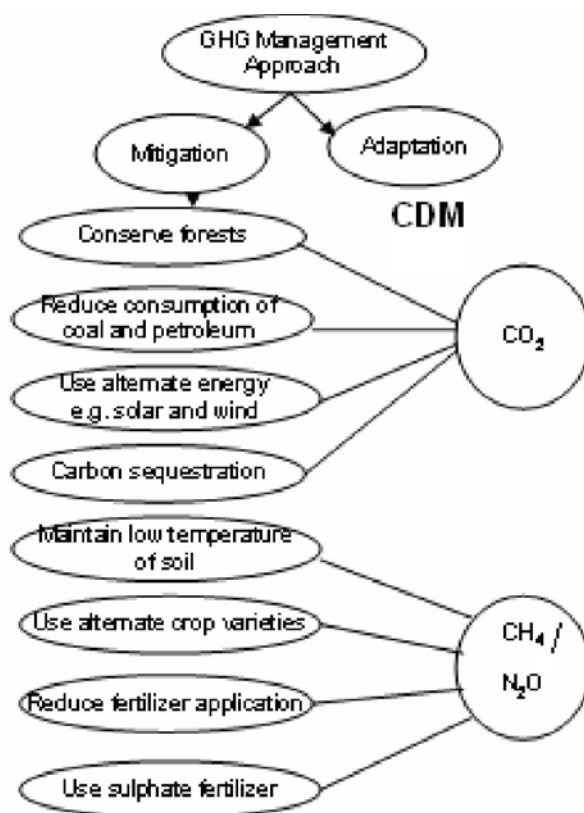 GHG Management
Approach
Mitigation
Adaptation
CDM
Conserve forests
Reduce consumption of
coal and petroleum
CO₂
Use alternate energy
e.g. solar and wind
Carbon sequestration
Maintain low temperature
of soil
Use alternate crop varieties
CH₄ /
N₂O
Reduce fertilizer application
Use sulphate fertilizer